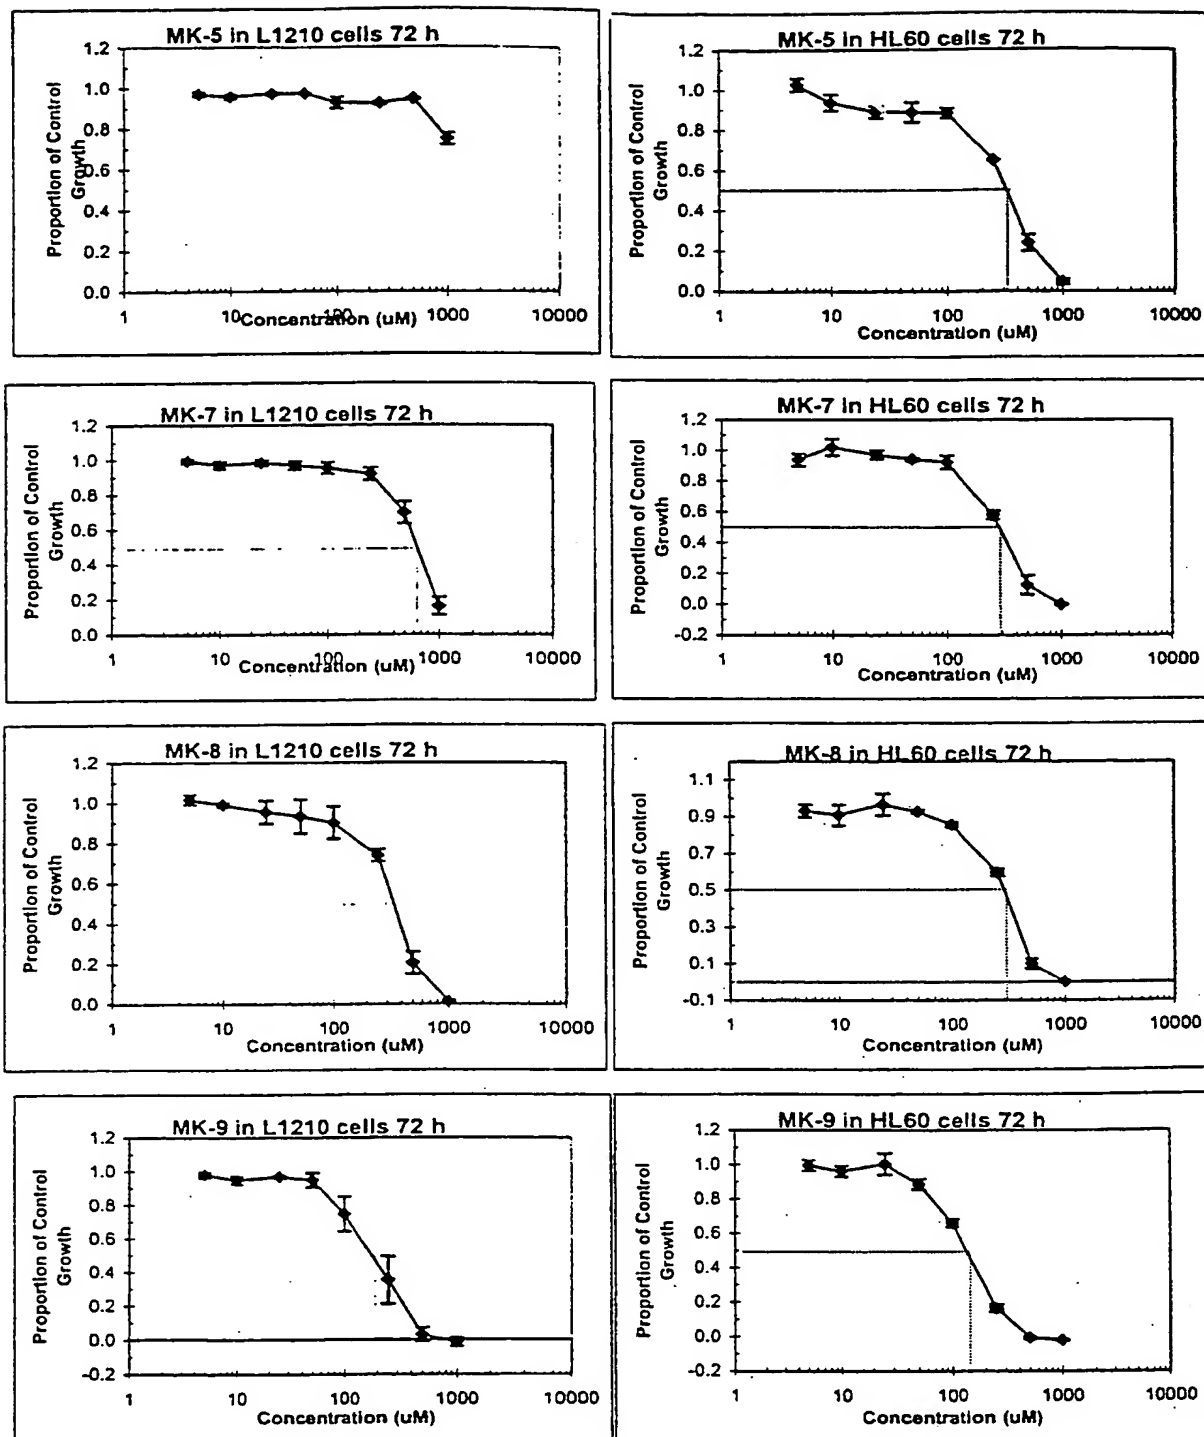 MK-5 in L1210 cells 72 h
Proportion of Control
Growth
1.2
1.0
0.8
0.6
0.4
0.2
0.0
1 10 100 1000 10000
Concentration (uM)
MK-5 in HL60 cells 72 h
Proportion of Control
Growth
1.2
1.0
0.8
0.6
0.4
0.2
0.0
1 10 100 1000 10000
Concentration (uM)
MK-7 in L1210 cells 72 h
Proportion of Control
Growth
1.2
1.0
0.8
0.6
0.4
0.2
0.0
1 10 100 1000 10000
Concentration (uM)
MK-7 in HL60 cells 72 h
Proportion of Control
Growth
1.2
1.0
0.8
0.6
0.4
0.2
0.0
-0.2
1 10 100 1000 10000
Concentration (uM)
MK-8 in L1210 cells 72 h
Proportion of Control
Growth
1.2
1.0
0.8
0.6
0.4
0.2
0.0
1 10 100 1000 10000
Concentration (uM)
MK-8 in HL60 cells 72 h
Proportion of Control
Growth
1.1
0.9
0.7
0.5
0.3
0.1
-0.1
1 10 100 1000 10000
Concentration (uM)
MK-9 in L1210 cells 72 h
Proportion of Control
Growth
1.2
1.0
0.8
0.6
0.4
0.2
0.0
-0.2
1 10 100 1000 10000
Concentration (uM)
MK-9 in HL60 cells 72 h
Proportion of Control
Growth
1.2
1.0
0.8
0.6
0.4
0.2
0.0
-0.2
1 10 100 1000 10000
Concentration (uM)